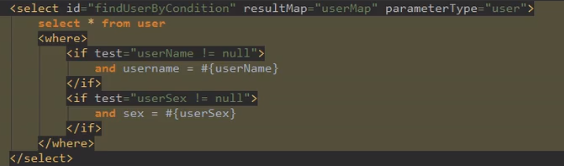 <select id="findUserByCondition" resultMap="userMap" parameterType="user">
select * from user
<where>
<if test="userName != null">
and username = #{userName}
</if>
<if test="userSex != null">
and sex = #{userSex}
</if>
</where>
</select>